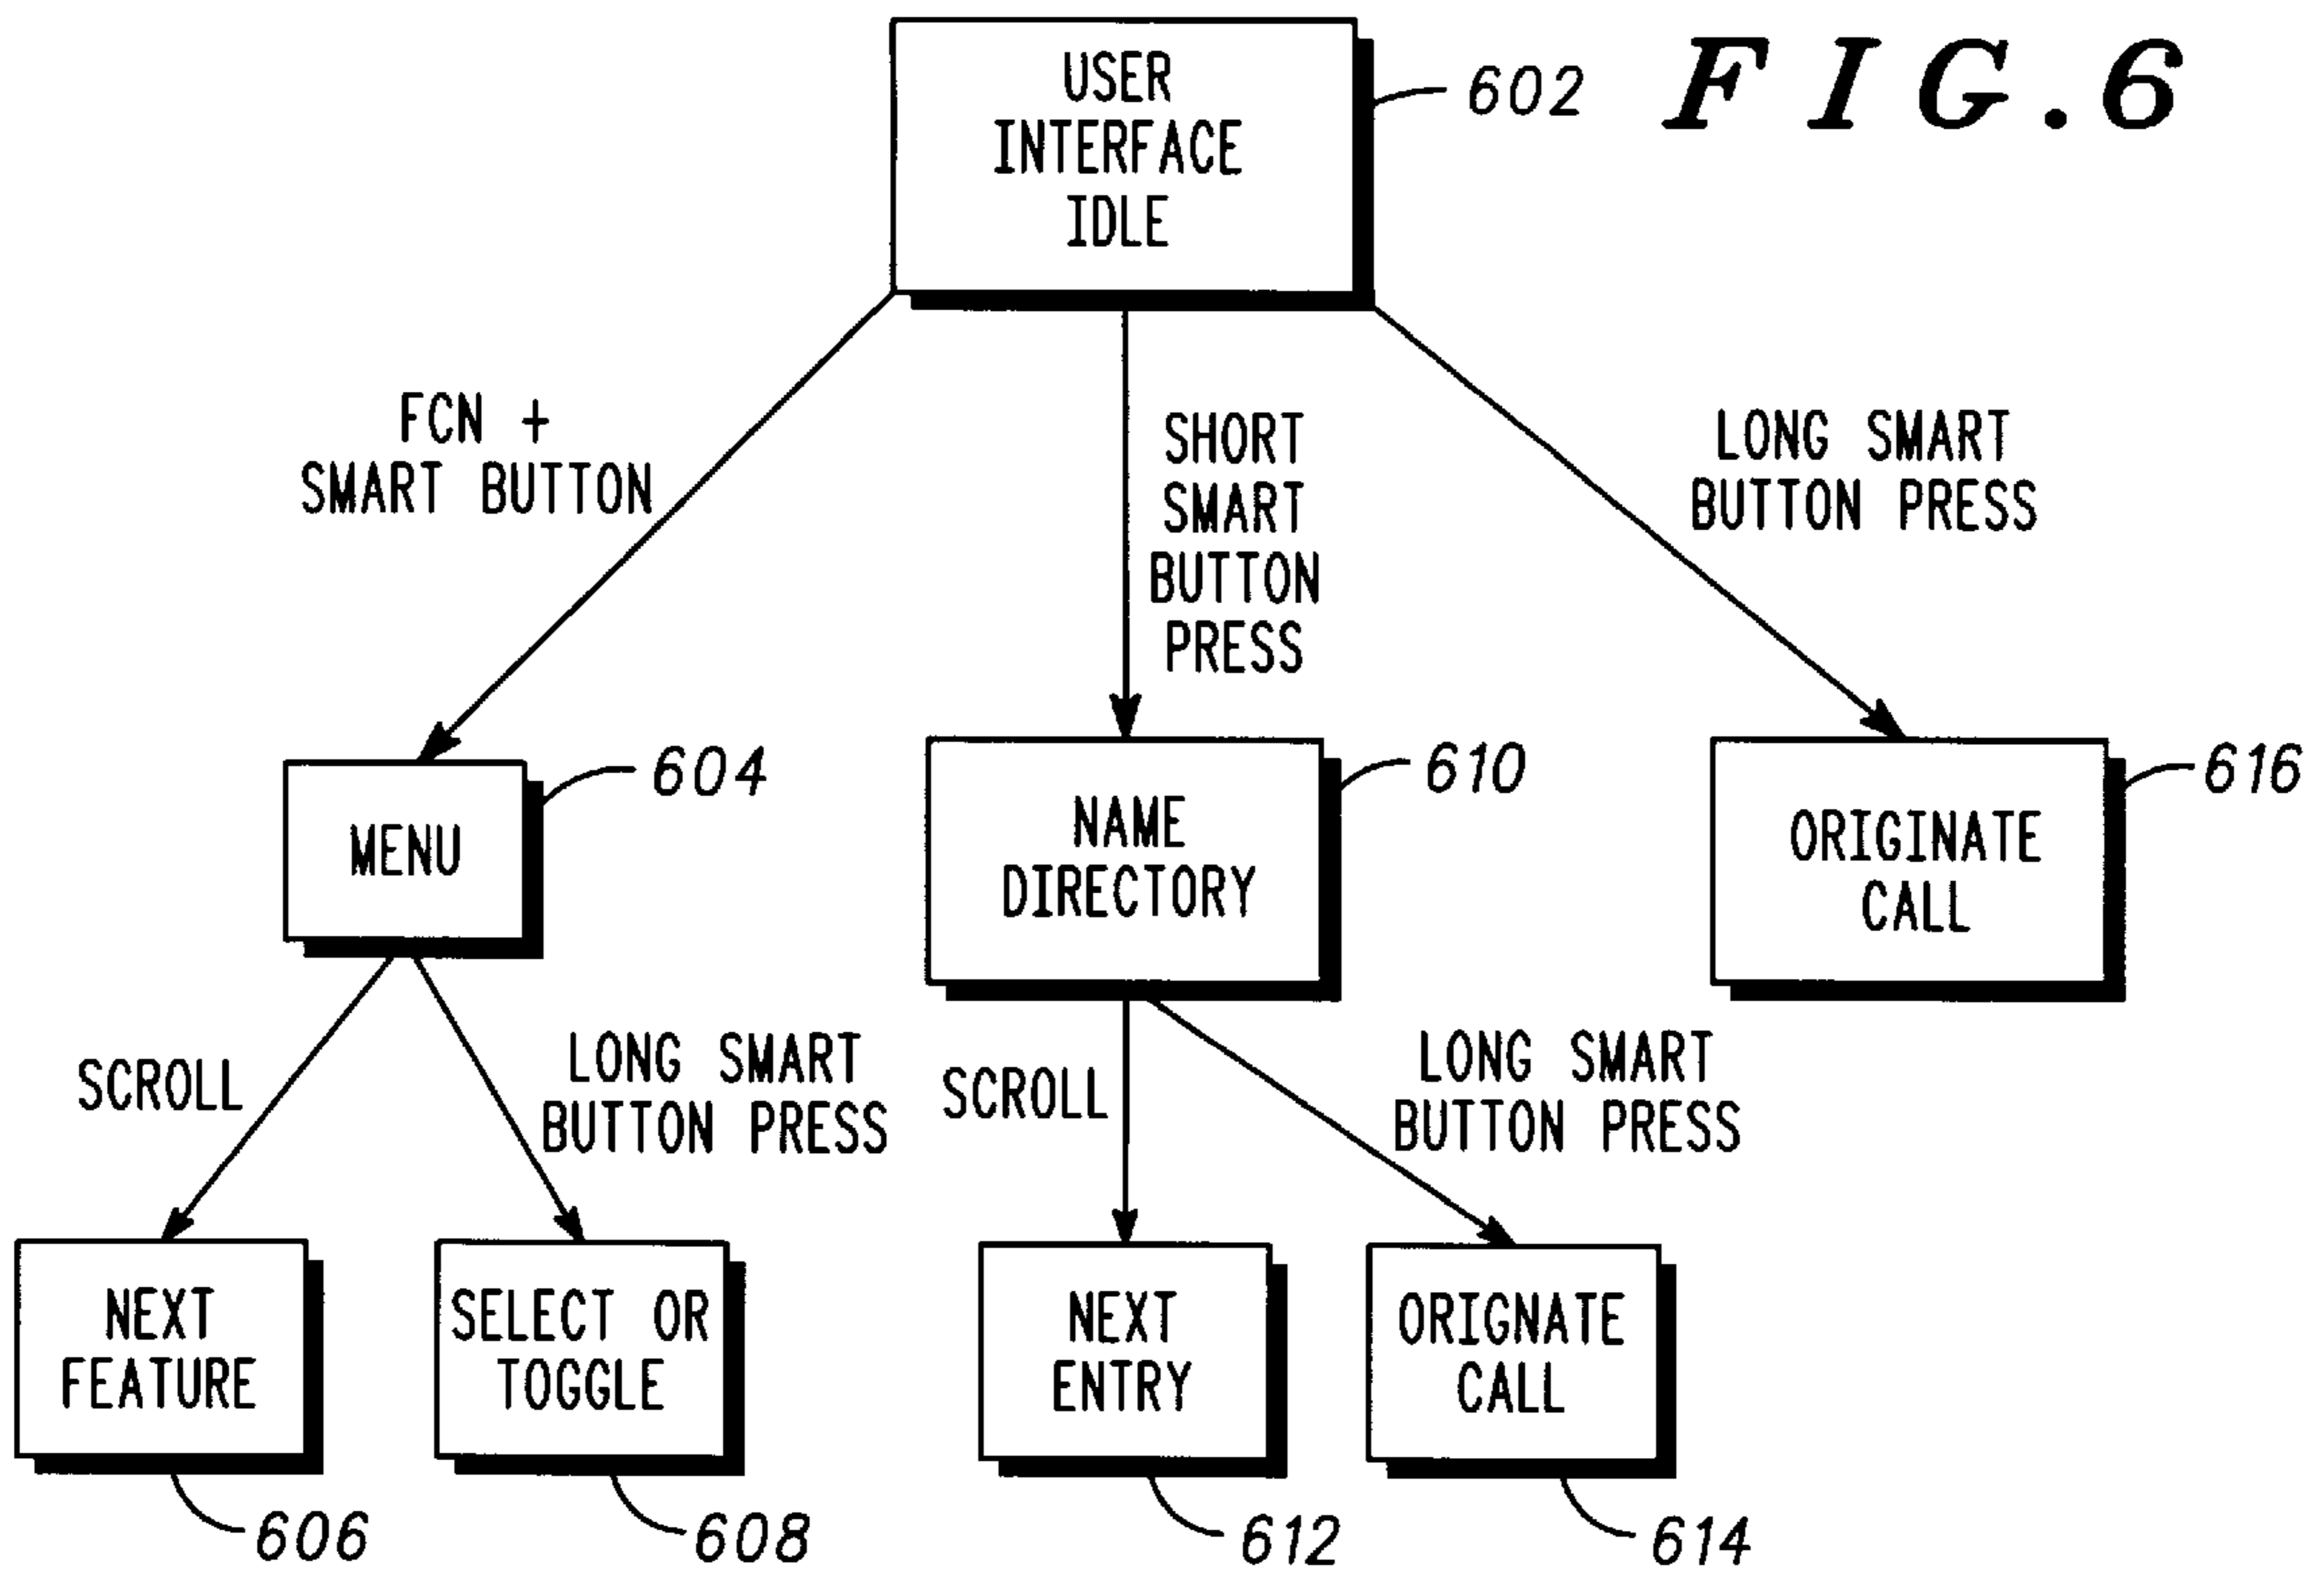 USER
INTERFACE
IDLE
602
FIG.6
FCN +
SMART BUTTON
SHORT
SMART
BUTTON
PRESS
LONG SMART
BUTTON PRESS
604
MENU
610
NAME
DIRECTORY
616
ORIGINATE
CALL
SCROLL
LONG SMART
BUTTON PRESS
SCROLL
LONG SMART
BUTTON PRESS
NEXT
FEATURE
606
SELECT OR
TOGGLE
608
NEXT
ENTRY
612
ORIGNATE
CALL
614